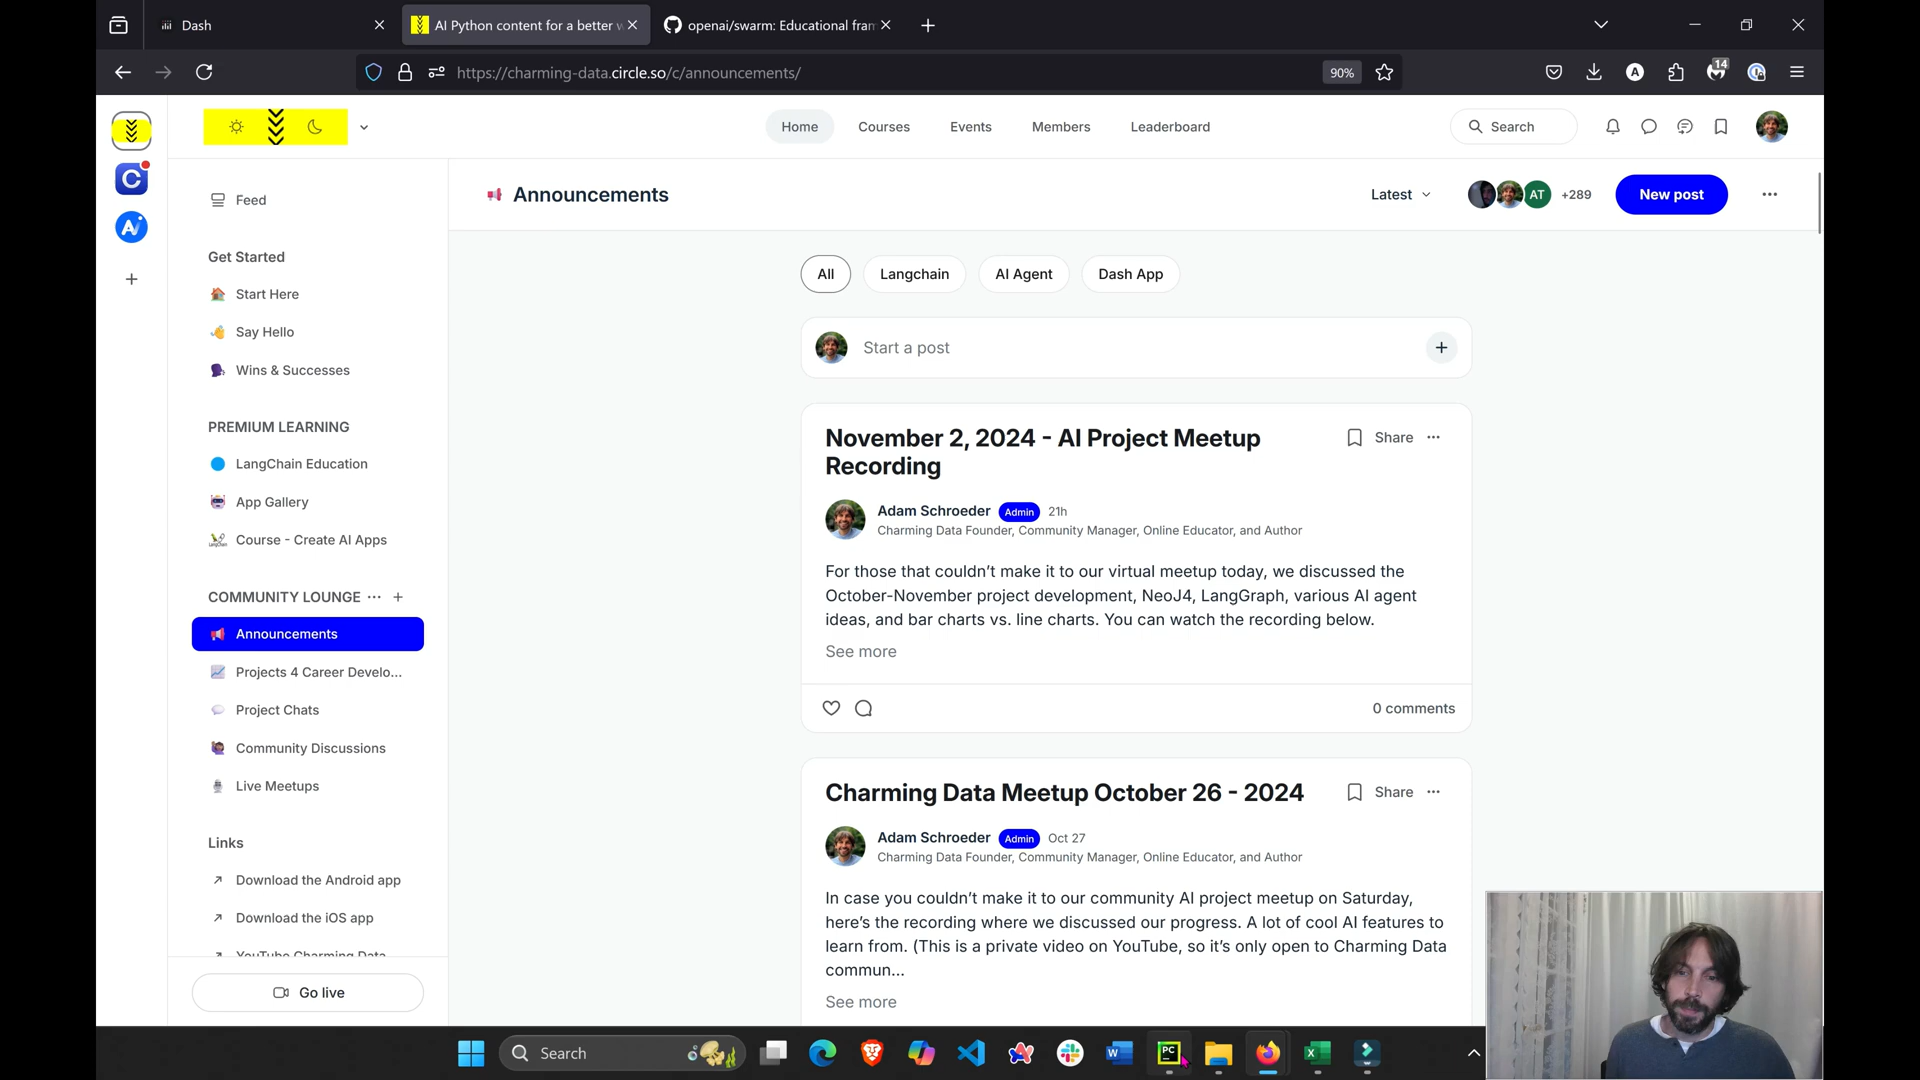 Dash
AI Python content for a better w
openai/swarm: Educational fram
https://charming-data.circle.so/c/announcements/
90%
A
14
Home
Courses
Events
Members
Leaderboard
Search
C
Feed
Get Started
Start Here
Say Hello
Wins & Successes
PREMIUM LEARNING
LangChain Education
App Gallery
Course - Create AI Apps
COMMUNITY LOUNGE
Announcements
Projects 4 Career Develo...
Project Chats
Community Discussions
Live Meetups
Links
Download the Android app
Download the iOS app
YouTube Charming Data
Go live
Announcements
Latest
AT
+289
New post
All
Langchain
AI Agent
Dash App
Start a post
November 2, 2024 - AI Project Meetup
Recording
Share
Adam Schroeder Admin 21h
Charming Data Founder, Community Manager, Online Educator, and Author
For those that couldn't make it to our virtual meetup today, we discussed the
October-November project development, NeoJ4, LangGraph, various AI agent
ideas, and bar charts vs. line charts. You can watch the recording below.
See more
0 comments
Charming Data Meetup October 26 - 2024
Share
Adam Schroeder Admin Oct 27
Charming Data Founder, Community Manager, Online Educator, and Author
In case you couldn't make it to our community AI project meetup on Saturday,
here's the recording where we discussed our progress. A lot of cool AI features to
learn from. (This is a private video on YouTube, so it's only open to Charming Data
commun...
See more
Search
W
PC